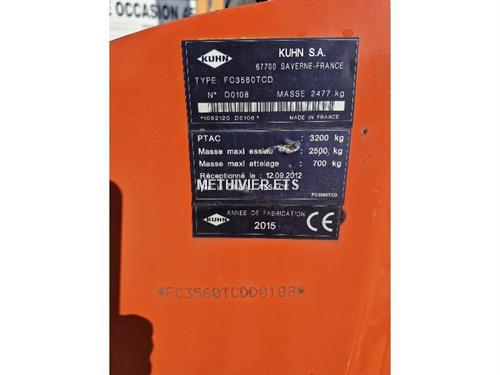 OCCASION
KUHN
KUHN S.A.
67700 SAVERNE-FRANCE
TYPE FC3560TCD
N° D0108 MASSE 2477 kg
*1082120 D0108* MADE IN FRANCE
PTAC : 3200 kg
Masse maxi essieu : 2500 kg
Masse maxi attelage : 700 kg
Réceptionné le : 12.09.2012
METHIVIER ETS
FC3560TCD
KUHN
ANNEE DE FABRICATION
2015
CE
*FC3560TCDD0108*